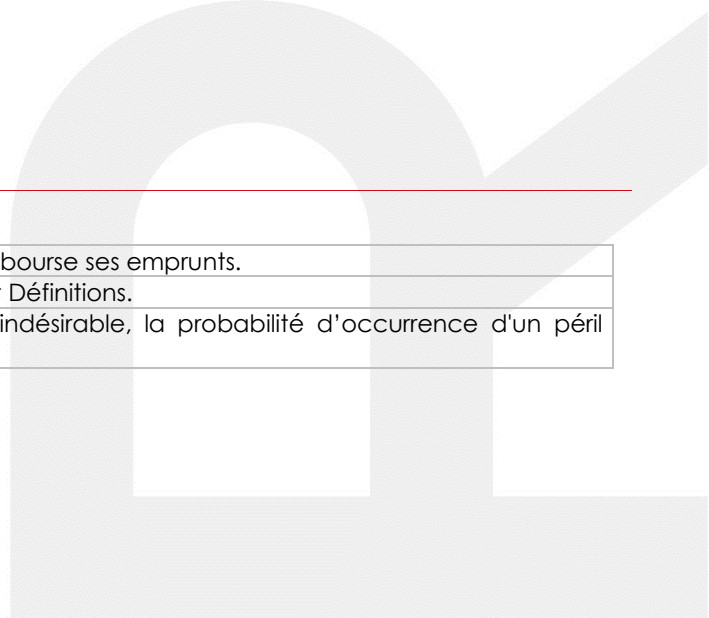 bourse ses emprunts.
Définitions.
indésirable, la probabilité d’occurrence d'un péril